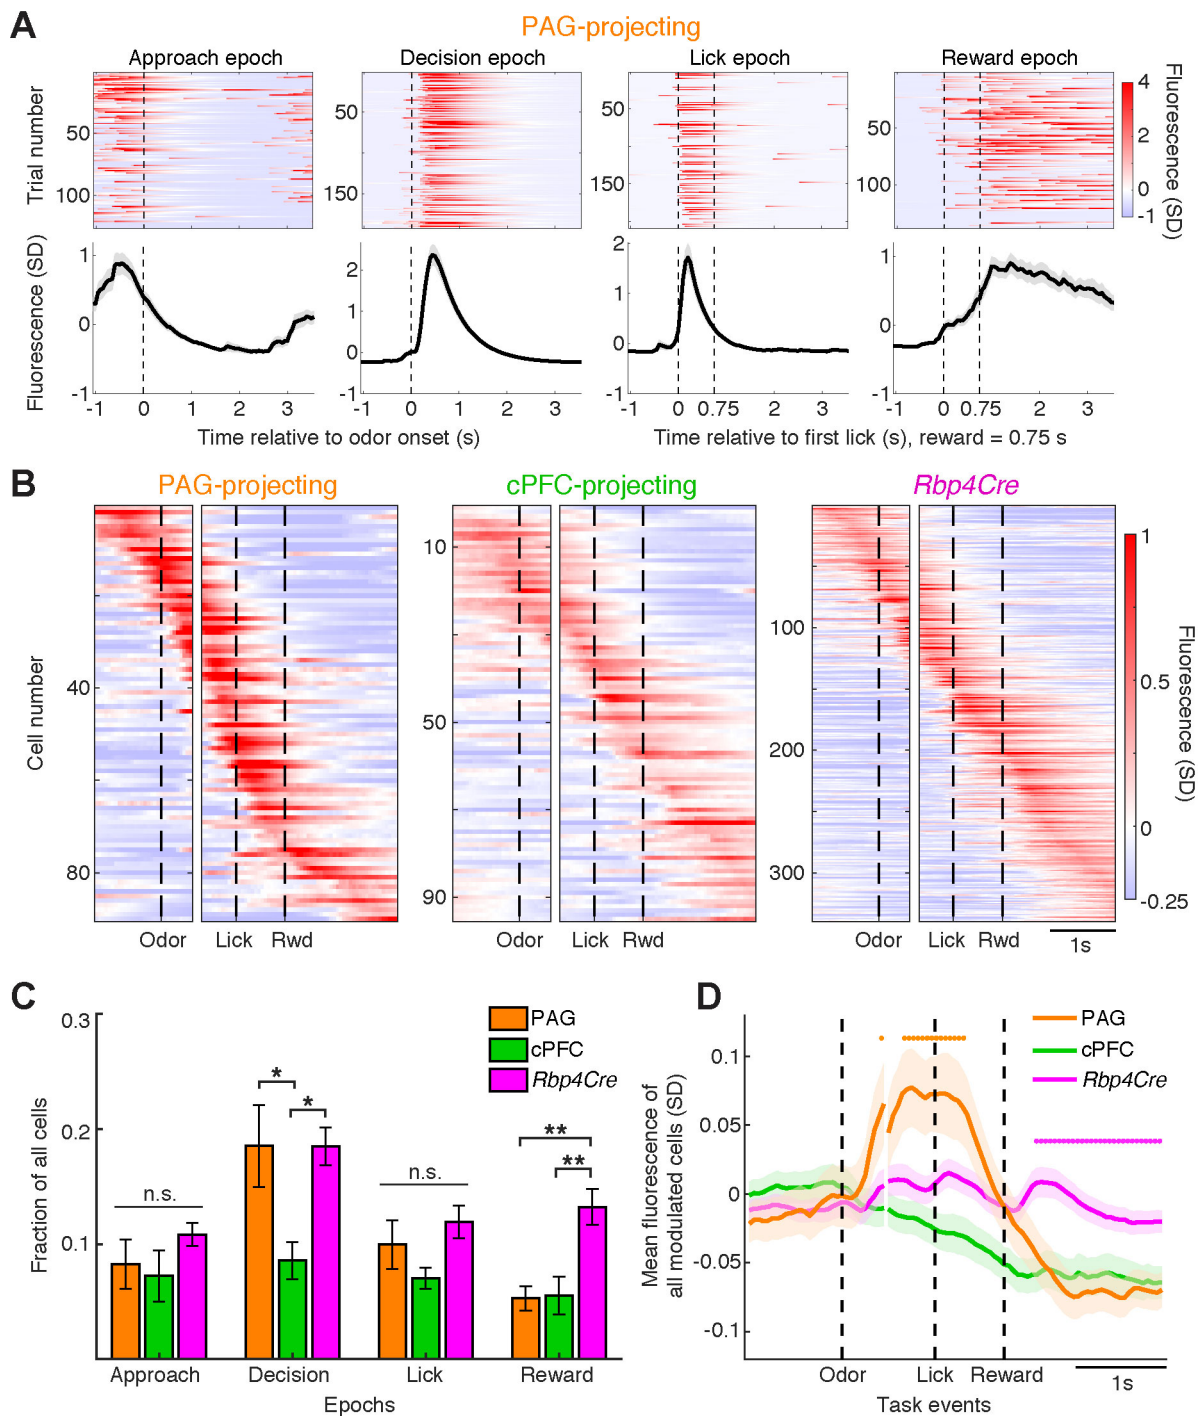 A
PAG-projecting
Approach epoch
Decision epoch
Lick epoch
Reward epoch
Trial number
50
100
50
150
50
150
50
100
4
2
0
-1
Fluorescence (SD)
Fluorescence (SD)
1
0
-1
2
1
0
-1
2
1
0
-1
1
0
-1
-1 0 1 2 3
-1 0 1 2 3
-1 0 0.75 2 3
-1 0 0.75 2 3
Time relative to odor onset (s)
Time relative to first lick (s), reward = 0.75 s
B
PAG-projecting
cPFC-projecting
Rbp4Cre
Cell number
40
80
10
50
90
100
200
300
1
0.5
0
-0.25
Fluorescence (SD)
Odor Lick Rwd
Odor Lick Rwd
Odor Lick Rwd
1s
C
Fraction of all cells
0.3
0.2
0.1
PAG
cPFC
Rbp4Cre
n.s.
*
*
n.s.
**
**
Approach Decision Lick Reward
Epochs
D
Mean fluorescence of
all modulated cells (SD)
0.1
0.05
0
-0.05
-0.1
PAG
cPFC
Rbp4Cre
Odor Lick Reward
1s
Task events